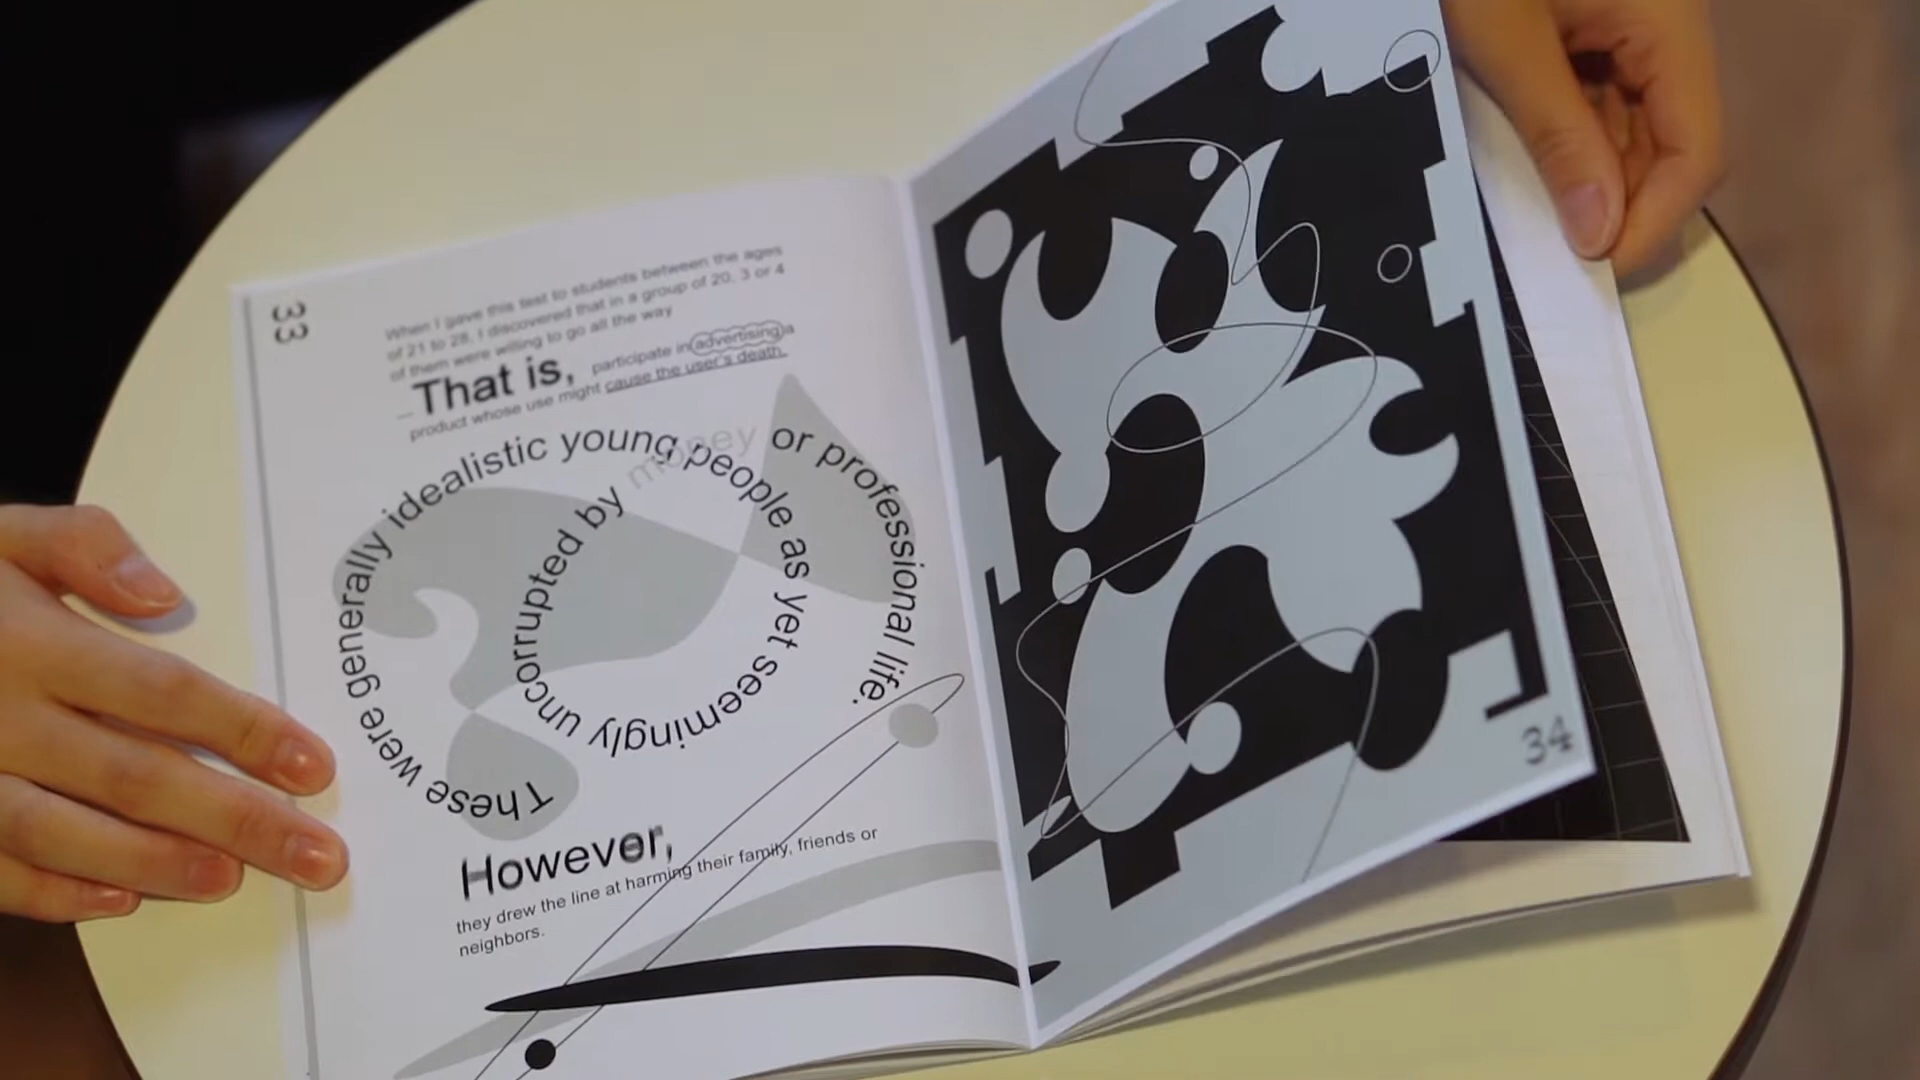 33
When I gave this test to students between the ages
of 21 to 28, I discovered that in a group of 20, 3 or 4
of them were willing to go all the way
That is, participate in advertising a
product whose use might cause the user's death.
These were generally idealistic young people as yet seemingly uncorrupted by money or professional life.
However,
they drew the line at harming their family, friends or
neighbors.
34